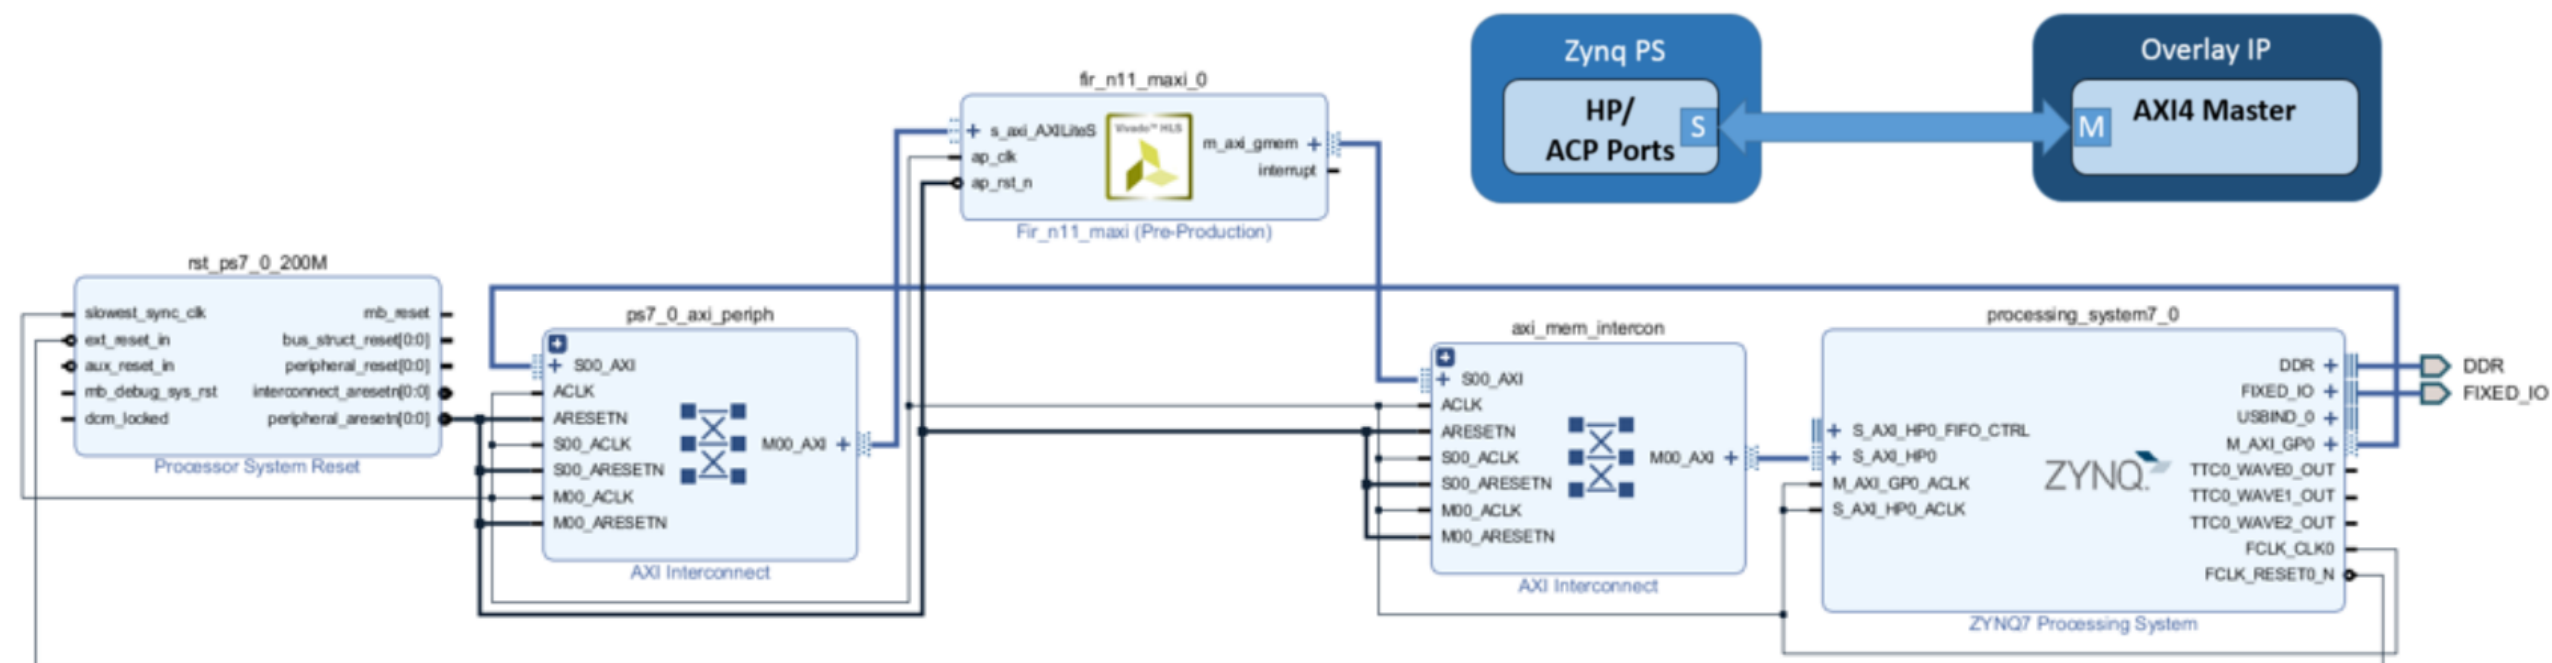 fir_n11_maxi_0
s_axi_AXILiteS
ap_clk
ap_rst_n
Vivado™ HLS
m_axi_gmem
interrupt
Fir_n11_maxi (Pre-Production)
Zynq PS
HP/
ACP Ports
S
Overlay IP
M
AXI4 Master
rst_ps7_0_200M
slowest_sync_clk
ext_reset_in
aux_reset_in
mb_debug_sys_rst
dcm_locked
mb_reset
bus_struct_reset[0:0]
peripheral_reset[0:0]
interconnect_aresetn[0:0]
peripheral_aresetn[0:0]
Processor System Reset
ps7_0_axi_periph
S00_AXI
ACLK
ARESETN
S00_ACLK
S00_ARESETN
M00_ACLK
M00_ARESETN
M00_AXI
AXI Interconnect
axi_mem_intercon
S00_AXI
ACLK
ARESETN
S00_ACLK
S00_ARESETN
M00_ACLK
M00_ARESETN
M00_AXI
AXI Interconnect
processing_system7_0
S_AXI_HP0_FIFO_CTRL
S_AXI_HP0
M_AXI_GP0_ACLK
S_AXI_HP0_ACLK
ZYNQ
DDR
FIXED_IO
USBIND_0
M_AXI_GP0
TTC0_WAVE0_OUT
TTC0_WAVE1_OUT
TTC0_WAVE2_OUT
FCLK_CLK0
FCLK_RESET0_N
ZYNQ7 Processing System
DDR
FIXED_IO